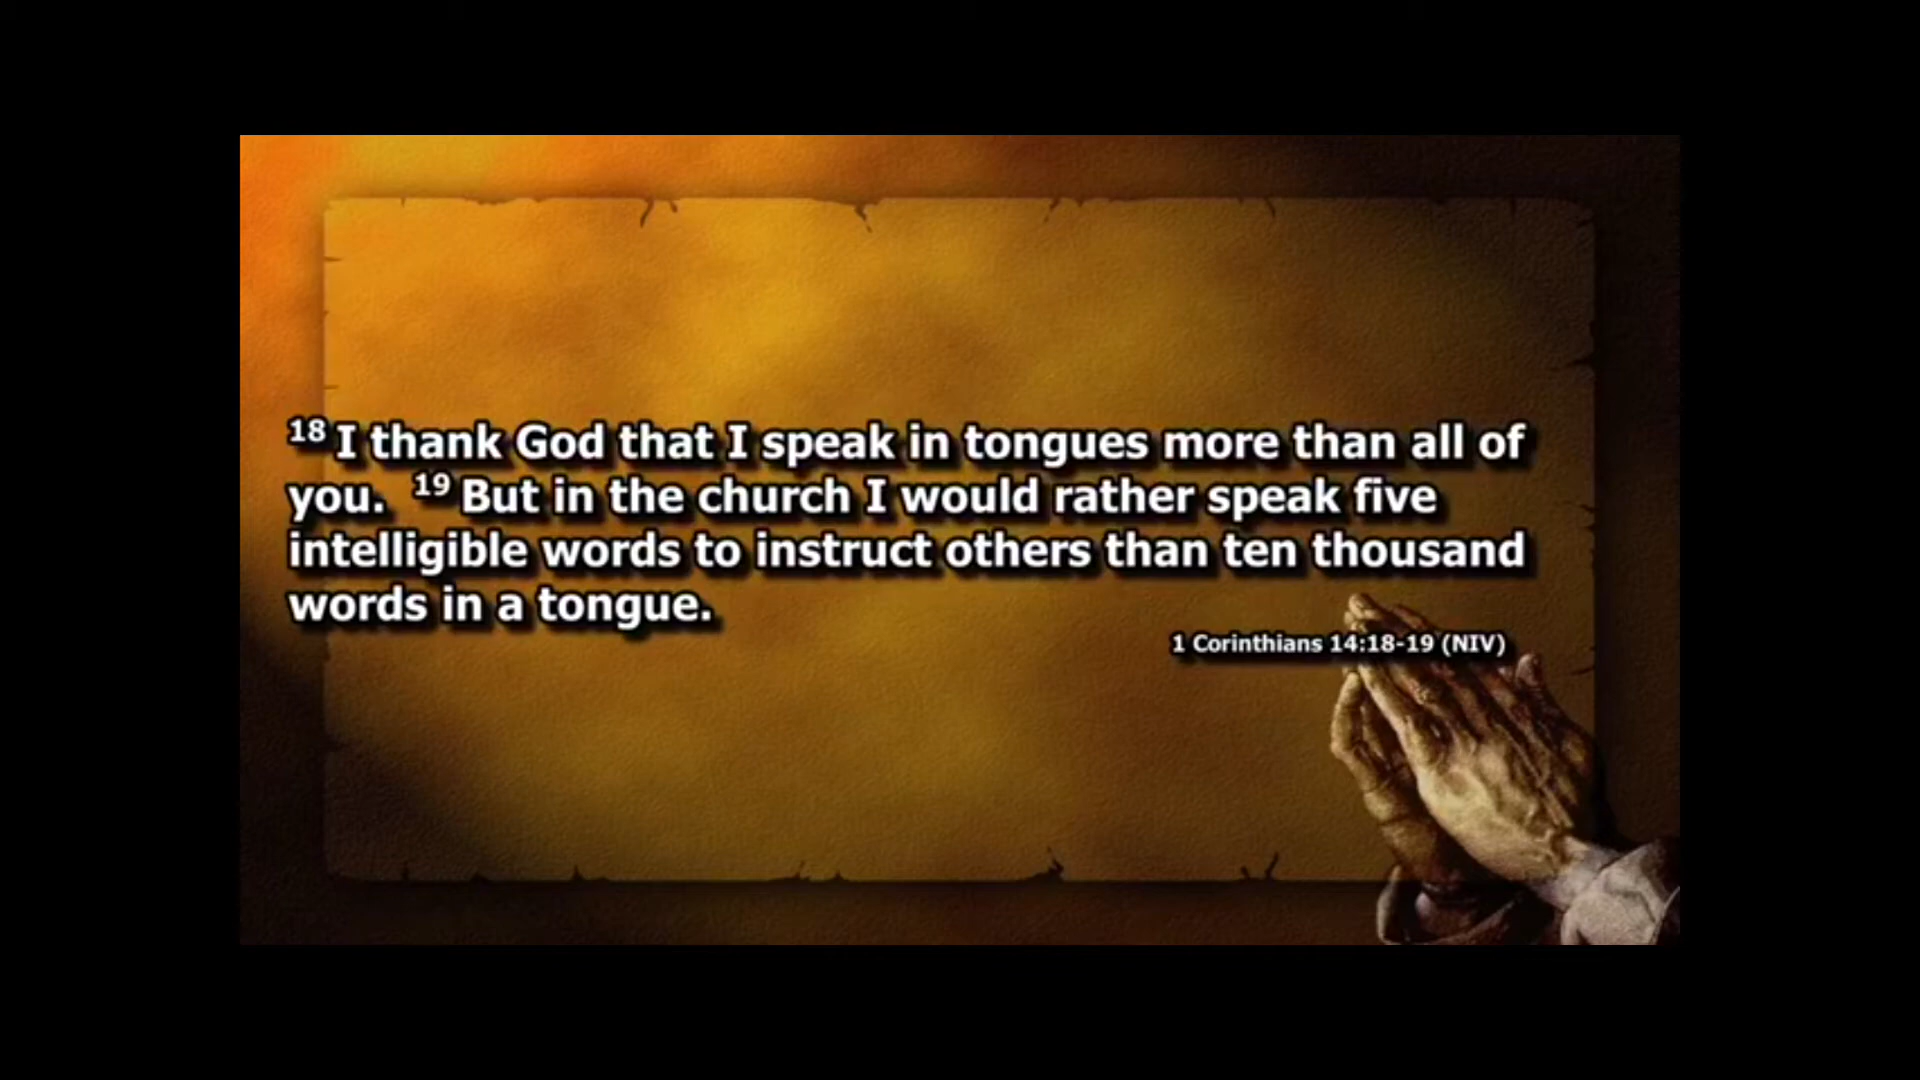 18 I thank God that I speak in tongues more than all of
you. 19 But in the church I would rather speak five
intelligible words to instruct others than ten thousand
words in a tongue.
1 Corinthians 14:18-19 (NIV)